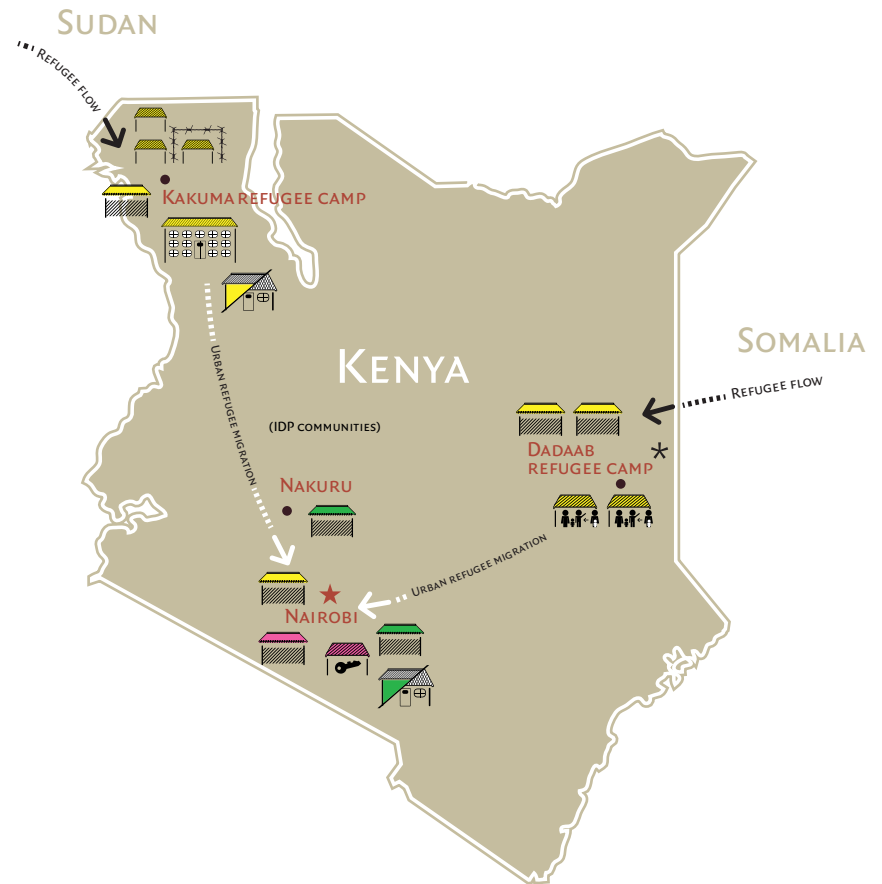 Sudan
Refugee flow
Kakuma refugee camp
Kenya
Somalia
Refugee flow
Urban refugee migration
(IDP communities)
Dadaab *
refugee camp
Nakuru
Urban refugee migration
Nairobi